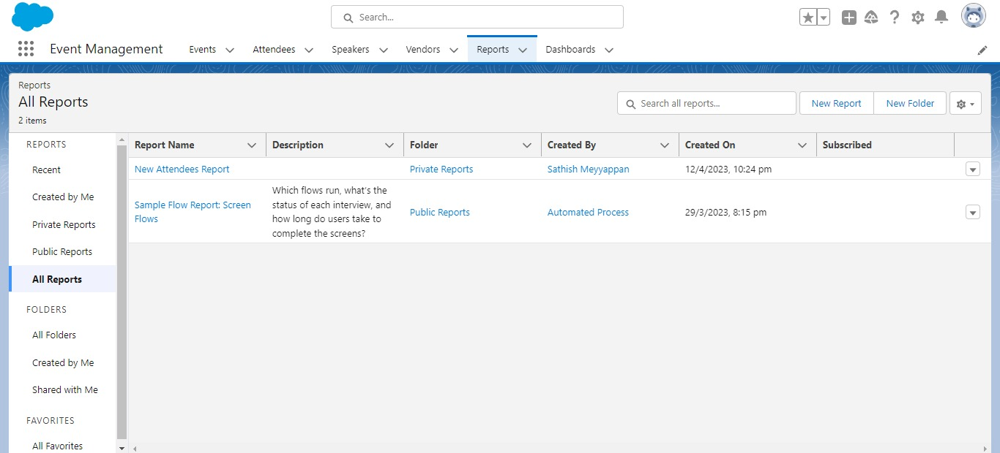 Search...
Event Management
Events
Attendees
Speakers
Vendors
Reports
Dashboards
Reports
All Reports
2 items
Search all reports...
New Report
New Folder
REPORTS
Recent
Created by Me
Private Reports
Public Reports
All Reports
FOLDERS
All Folders
Created by Me
Shared with Me
FAVORITES
All Favorites
Report Name
Description
Folder
Created By
Created On
Subscribed
New Attendees Report
Private Reports
Sathish Meyyappan
12/4/2023, 10:24 pm
Sample Flow Report: Screen
Flows
Which flows run, what's the
status of each interview, and
how long do users take to
complete the screens?
Public Reports
Automated Process
29/3/2023, 8:15 pm